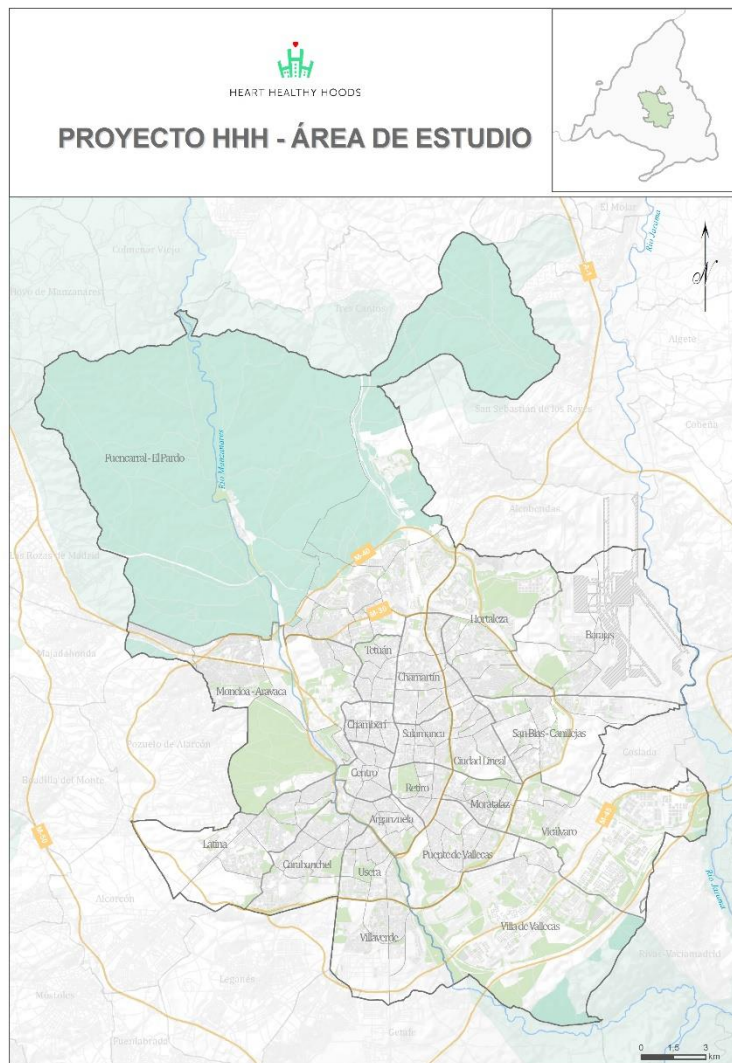 HEART HEALTHY HOODS
PROYECTO HHH - ÁREA DE ESTUDIO
El Molar
Río Jarama
Colmenar Viejo
Hoyo de Manzanares
Tres Cantos
Algete
San Sebastián de los Reyes
Cobeña
Fuencarral - El Pardo
Río Manzanares
Alcobendas
Las Rozas de Madrid
M-40
M-30
Hortaleza
Barajas
Majadahonda
Tetuán
Chamartín
Moncloa - Aravaca
Chamberí
Salamanca
San Blas - Canillejas
Pozuelo de Alarcón
Coslada
Ciudad Lineal
Centro
Boadilla del Monte
Retiro
Moratalaz
Arganzuela
Vicálvaro
Latina
Puente de Vallecas
Carabanchel
Usera
Río Jarama
Alcorcón
Villa de Vallecas
Villaverde
Rivas-Vaciamadrid
Leganés
Móstoles
Getafe
Fuenlabrada
0 1,5 3
km